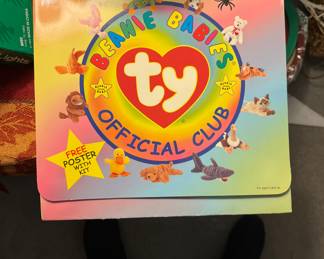 BEANIE BABIES
ty
OFFICIAL CLUB
FREE
POSTER
WITH
KIT